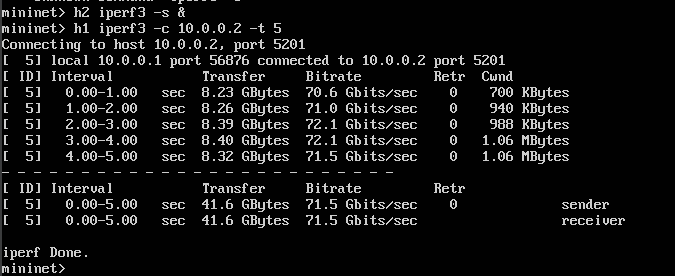 mininet> h2 iperf3 -s &
mininet> h1 iperf3 -c 10.0.0.2 -t 5
Connecting to host 10.0.0.2, port 5201
[  5] local 10.0.0.1 port 56876 connected to 10.0.0.2 port 5201
[ ID] Interval           Transfer     Bitrate         Retr  Cwnd
[  5]   0.00-1.00   sec  8.23 GBytes  70.6 Gbits/sec    0    700 KBytes
[  5]   1.00-2.00   sec  8.26 GBytes  71.0 Gbits/sec    0    940 KBytes
[  5]   2.00-3.00   sec  8.39 GBytes  72.1 Gbits/sec    0    988 KBytes
[  5]   3.00-4.00   sec  8.40 GBytes  72.1 Gbits/sec    0   1.06 MBytes
[  5]   4.00-5.00   sec  8.32 GBytes  71.5 Gbits/sec    0   1.06 MBytes
- - - - - - - - - - - - - - - - - - - - - - - - -
[ ID] Interval           Transfer     Bitrate         Retr
[  5]   0.00-5.00   sec  41.6 GBytes  71.5 Gbits/sec    0             sender
[  5]   0.00-5.00   sec  41.6 GBytes  71.5 Gbits/sec                  receiver
iperf Done.
mininet>